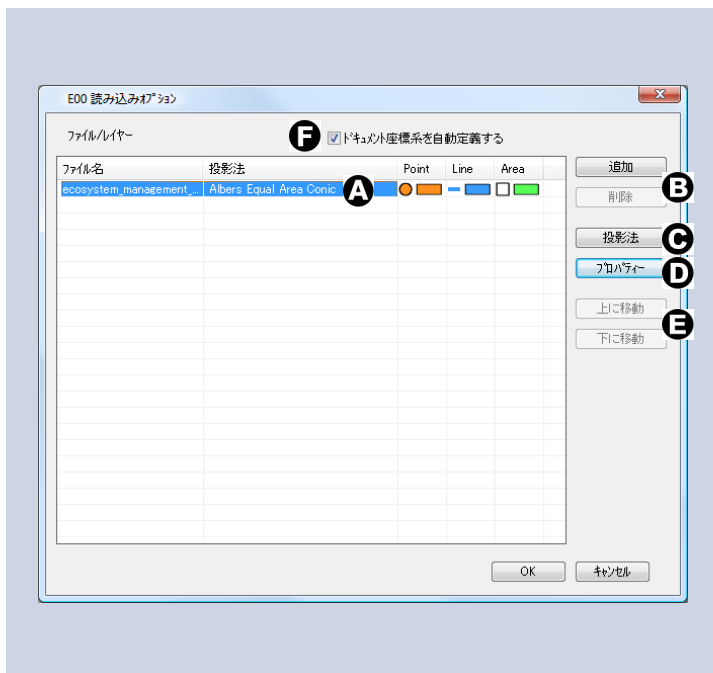 E00 読み込みｵﾌﾟｼｮﾝ
ﾌｧｲﾙ/ﾚｲﾔｰ
F ﾄﾞｷｭﾒﾝﾄ座標系を自動定義する
ﾌｧｲﾙ名 投影法 Point Line Area
ecosystem_management_... Albers Equal Area Conic A
追加
削除
B
投影法 C
ﾌﾟﾛﾊﾟﾃｨｰ D
上に移動
下に移動
E
OK ｷｬﾝｾﾙ